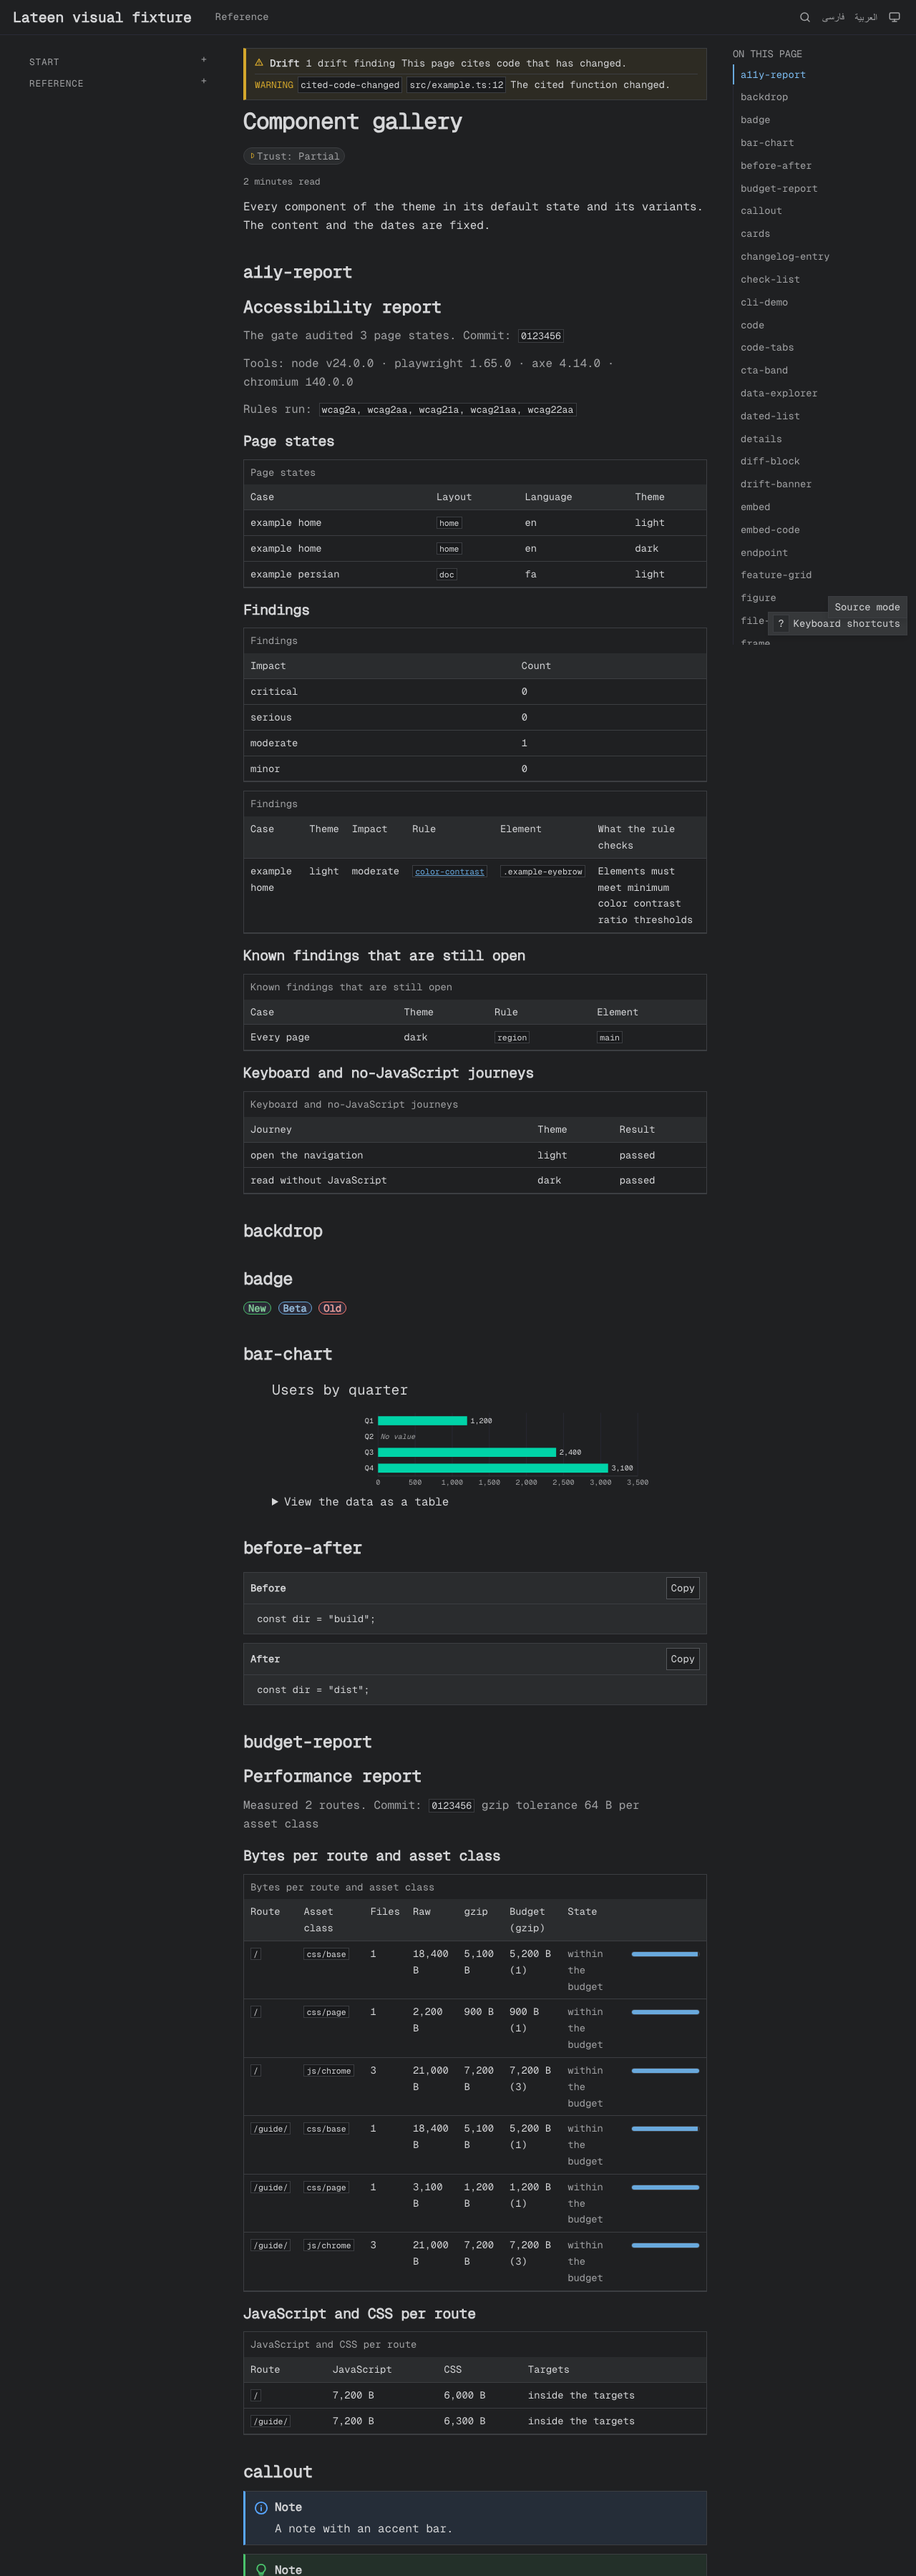 Lateen visual fixture
Reference
فارسی
العربية
START +
REFERENCE +
Drift 1 drift finding This page cites code that has changed.
WARNING cited-code-changed src/example.ts:12 The cited function changed.
Component gallery
Trust: Partial
2 minutes read
Every component of the theme in its default state and its variants.
The content and the dates are fixed.
ON THIS PAGE
a11y-report
backdrop
badge
bar-chart
before-after
budget-report
callout
cards
changelog-entry
check-list
cli-demo
code
code-tabs
cta-band
data-explorer
dated-list
details
diff-block
drift-banner
embed
embed-code
endpoint
feature-grid
figure
file-
frame
Source mode
? Keyboard shortcuts
a11y-report
Accessibility report
The gate audited 3 page states. Commit: 0123456
Tools: node v24.0.0 · playwright 1.65.0 · axe 4.14.0 ·
chromium 140.0.0
Rules run: wcag2a, wcag2aa, wcag21a, wcag21aa, wcag22aa
Page states
Page states
Case Layout Language Theme
example home home en light
example home home en dark
example persian doc fa light
Findings
Findings
Impact Count
critical 0
serious 0
moderate 1
minor 0
Findings
Case Theme Impact Rule Element What the rule
checks
example light moderate color-contrast .example-eyebrow Elements must
home meet minimum
color contrast
ratio thresholds
Known findings that are still open
Known findings that are still open
Case Theme Rule Element
Every page dark region main
Keyboard and no-JavaScript journeys
Keyboard and no-JavaScript journeys
Journey Theme Result
open the navigation light passed
read without JavaScript dark passed
backdrop
badge
New Beta Old
bar-chart
Users by quarter
Q1 1,200
Q2 No value
Q3 2,400
Q4 3,100
0 500 1,000 1,500 2,000 2,500 3,000 3,500
View the data as a table
before-after
Before Copy
const dir = "build";
After Copy
const dir = "dist";
budget-report
Performance report
Measured 2 routes. Commit: 0123456 gzip tolerance 64 B per
asset class
Bytes per route and asset class
Bytes per route and asset class
Route Asset Files Raw gzip Budget State
class (gzip)
/ css/base 1 18,400 5,100 5,200 B within
B B (1) the
budget
/ css/page 1 2,200 900 B 900 B within
B (1) the
budget
/ js/chrome 3 21,000 7,200 7,200 B within
B B (3) the
budget
/guide/ css/base 1 18,400 5,100 5,200 B within
B B (1) the
budget
/guide/ css/page 1 3,100 1,200 1,200 B within
B B (1) the
budget
/guide/ js/chrome 3 21,000 7,200 7,200 B within
B B (3) the
budget
JavaScript and CSS per route
JavaScript and CSS per route
Route JavaScript CSS Targets
/ 7,200 B 6,000 B inside the targets
/guide/ 7,200 B 6,300 B inside the targets
callout
Note
A note with an accent bar.
Note